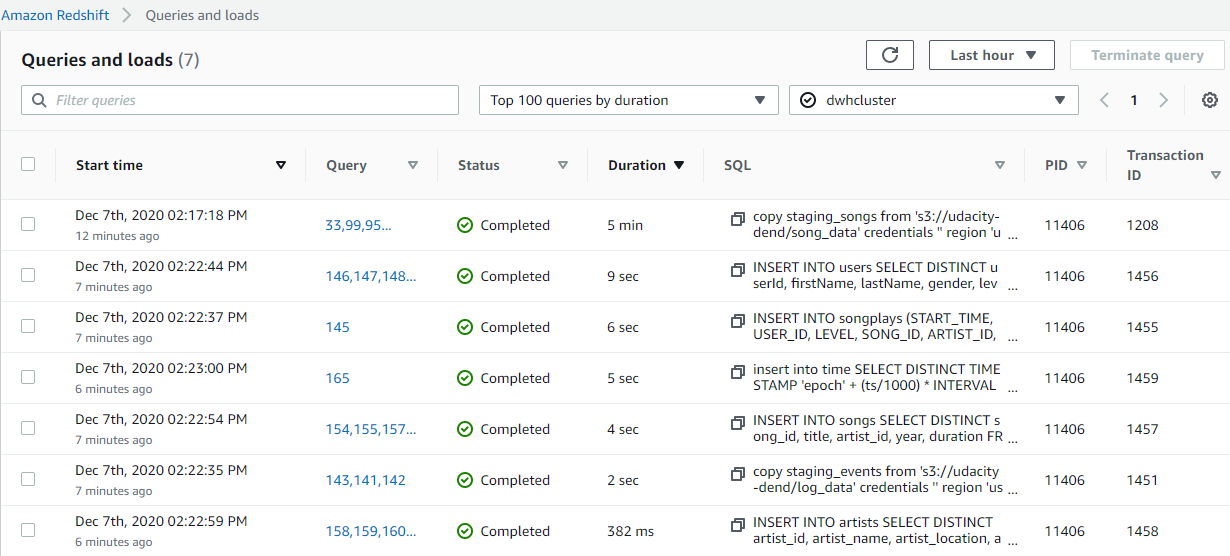 Amazon Redshift > Queries and loads
Queries and loads (7)
Last hour
Terminate query
Filter queries
Top 100 queries by duration
dwhcluster
1
Start time
Query
Status
Duration
SQL
PID
Transaction
ID
Dec 7th, 2020 02:17:18 PM
12 minutes ago
33,99,95...
Completed
5 min
copy staging_songs from 's3://udacity-
dend/song_data' credentials '' region 'u ...
11406
1208
Dec 7th, 2020 02:22:44 PM
7 minutes ago
146,147,148...
Completed
9 sec
INSERT INTO users SELECT DISTINCT u
serId, firstName, lastName, gender, lev ...
11406
1456
Dec 7th, 2020 02:22:37 PM
7 minutes ago
145
Completed
6 sec
INSERT INTO songplays (START_TIME,
USER_ID, LEVEL, SONG_ID, ARTIST_ID, ...
11406
1455
Dec 7th, 2020 02:23:00 PM
6 minutes ago
165
Completed
5 sec
insert into time SELECT DISTINCT TIME
STAMP 'epoch' + (ts/1000) * INTERVAL ...
11406
1459
Dec 7th, 2020 02:22:54 PM
7 minutes ago
154,155,157...
Completed
4 sec
INSERT INTO songs SELECT DISTINCT s
ong_id, title, artist_id, year, duration FR ...
11406
1457
Dec 7th, 2020 02:22:35 PM
7 minutes ago
143,141,142
Completed
2 sec
copy staging_events from 's3://udacity
-dend/log_data' credentials '' region 'us ...
11406
1451
Dec 7th, 2020 02:22:59 PM
6 minutes ago
158,159,160...
Completed
382 ms
INSERT INTO artists SELECT DISTINCT
artist_id, artist_name, artist_location, a ...
11406
1458